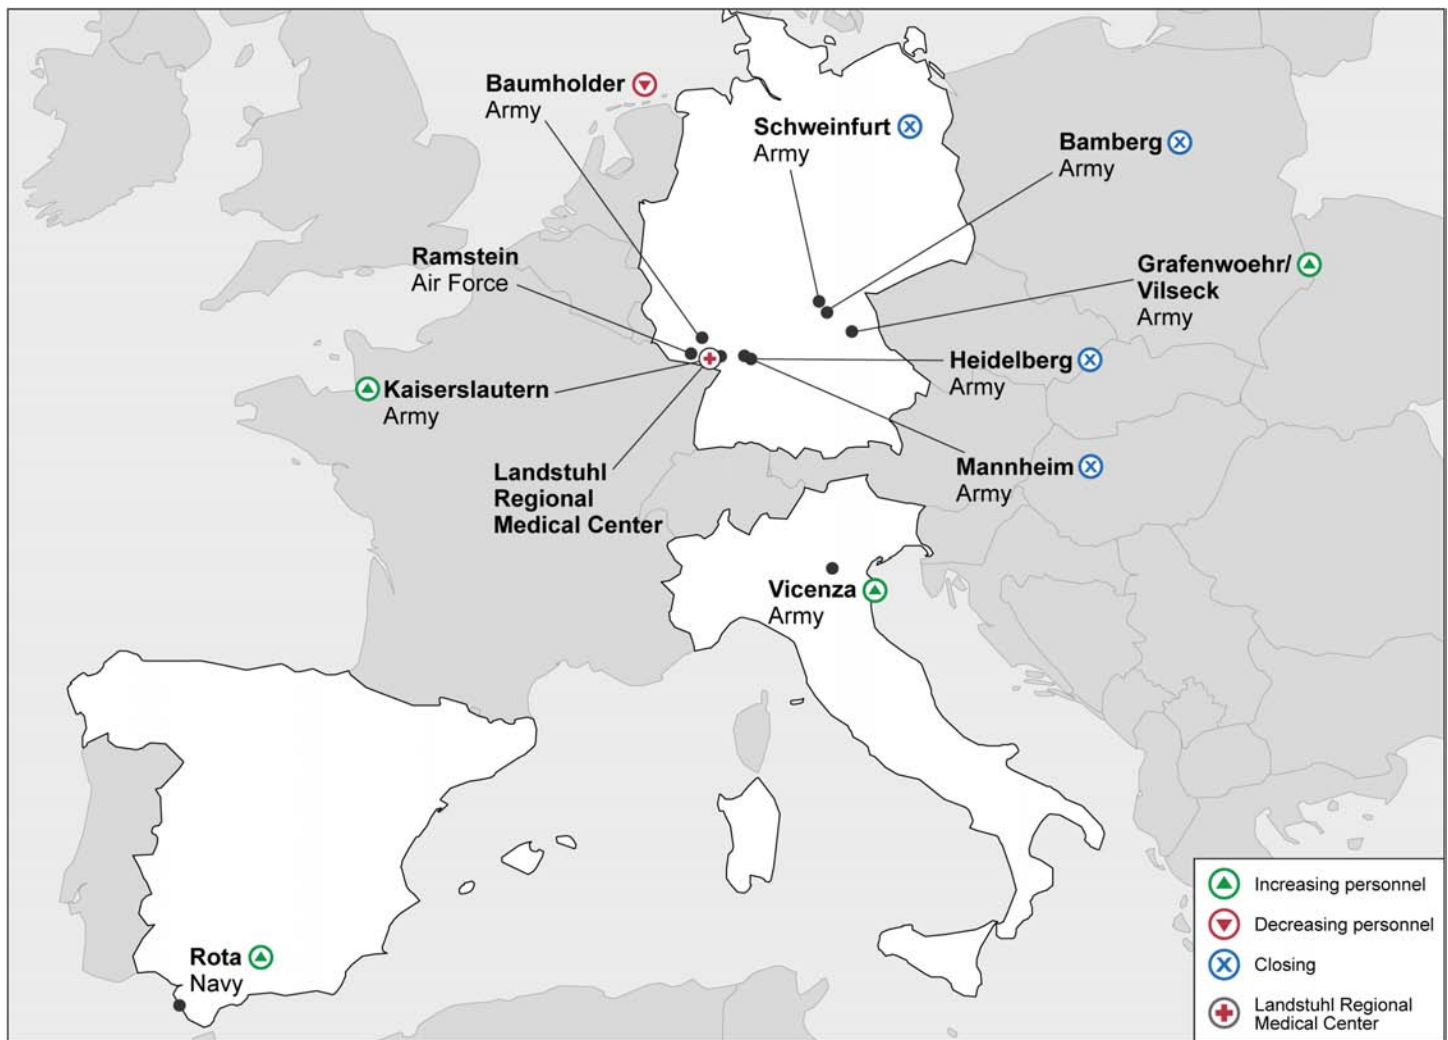 Baumholder
Army
Schweinfurt
Army
Bamberg
Army
Ramstein
Air Force
Grafenwoehr/
Vilseck
Army
Kaiserslautern
Army
Heidelberg
Army
Landstuhl
Regional
Medical Center
Mannheim
Army
Vicenza
Army
Rota
Navy
Increasing personnel
Decreasing personnel
Closing
Landstuhl Regional
Medical Center